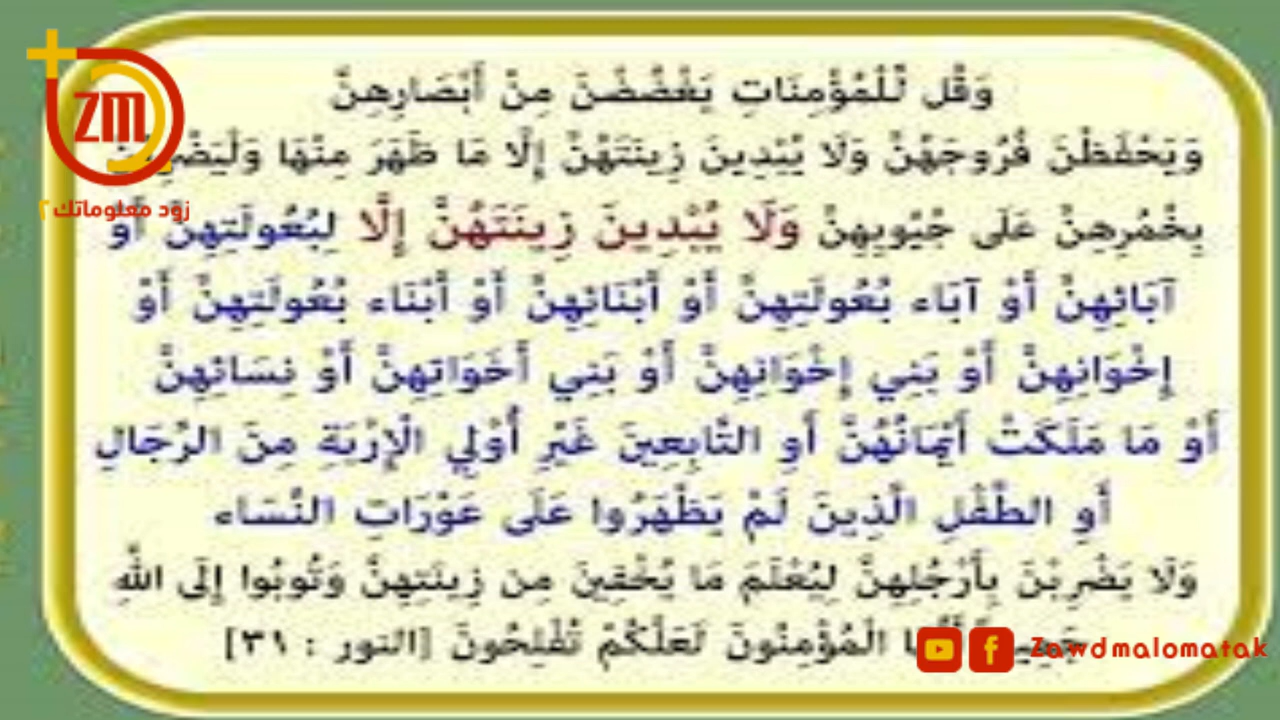 وَقُل لِّلْمُؤْمِنَاتِ يَغْضُضْنَ مِنْ أَبْصَارِهِنَّ
وَيَحْفَظْنَ فُرُوجَهُنَّ وَلَا يُبْدِينَ زِينَتَهُنَّ إِلَّا مَا ظَهَرَ مِنْهَا
بِخُمُرِهِنَّ عَلَى جُيُوبِهِنَّ وَلَا يُبْدِينَ زِينَتَهُنَّ إِلَّا لِبُعُولَتِهِنَّ أَوْ
آبَائِهِنَّ أَوْ آبَاء بُعُولَتِهِنَّ أَوْ أَبْنَائِهِنَّ أَوْ أَبْنَاء بُعُولَتِهِنَّ أَوْ
إِخْوَانِهِنَّ أَوْ بَنِي إِخْوَانِهِنَّ أَوْ بَنِي أَخَوَاتِهِنَّ أَوْ نِسَائِهِنَّ
أَوْ مَا مَلَكَتْ أَيْمَانُهُنَّ أَوِ التَّابِعِينَ غَيْرِ أُوْلِي الْإِرْبَةِ مِنَ الرِّجَالِ
أَوِ الطِّفْلِ الَّذِينَ لَمْ يَظْهَرُوا عَلَى عَوْرَاتِ النِّسَاء
وَلَا يَضْرِبْنَ بِأَرْجُلِهِنَّ لِيُعْلَمَ مَا يُخْفِينَ مِن زِينَتِهِنَّ وَتُوبُوا إِلَى اللَّهِ
الْمُؤْمِنُونَ لَعَلَّكُمْ تُفْلِحُونَ [النور : ٣١]
zm
زود معلوماتك٢
Zawdmalomatak